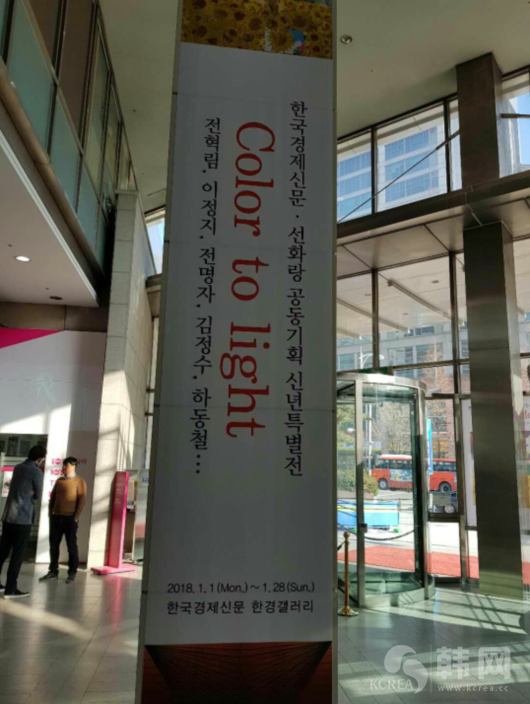 한국경제신문 · 선화랑 공동기획 신년특별전
Color to light
전혁림 · 이정지 · 전명자 · 김정수 · 하동철 …
2018. 1. 1 (Mon.) ~ 1. 28 (Sun.)
한국경제신문 한경갤러리
韩网
KCREA
www.kcrea.cc